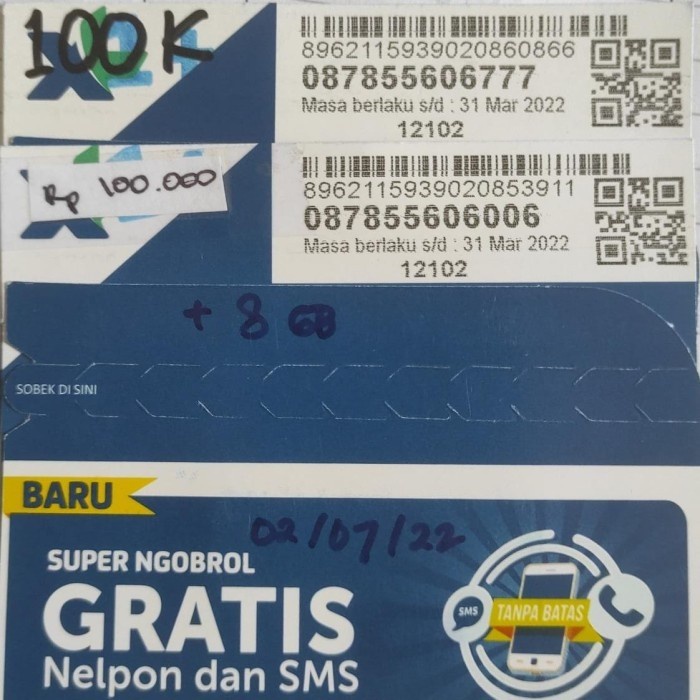 100K
8962115939020860866
087855606777
Masa berlaku s/d : 31 Mar 2022
12102
Rp 100.000
8962115939020853911
087855606006
Masa berlaku s/d : 31 Mar 2022
12102
+ 8 GB
SOBEK DI SINI
BARU
02/07/22
SUPER NGOBROL
GRATIS
Nelpon dan SMS
SMS
TANPA BATAS